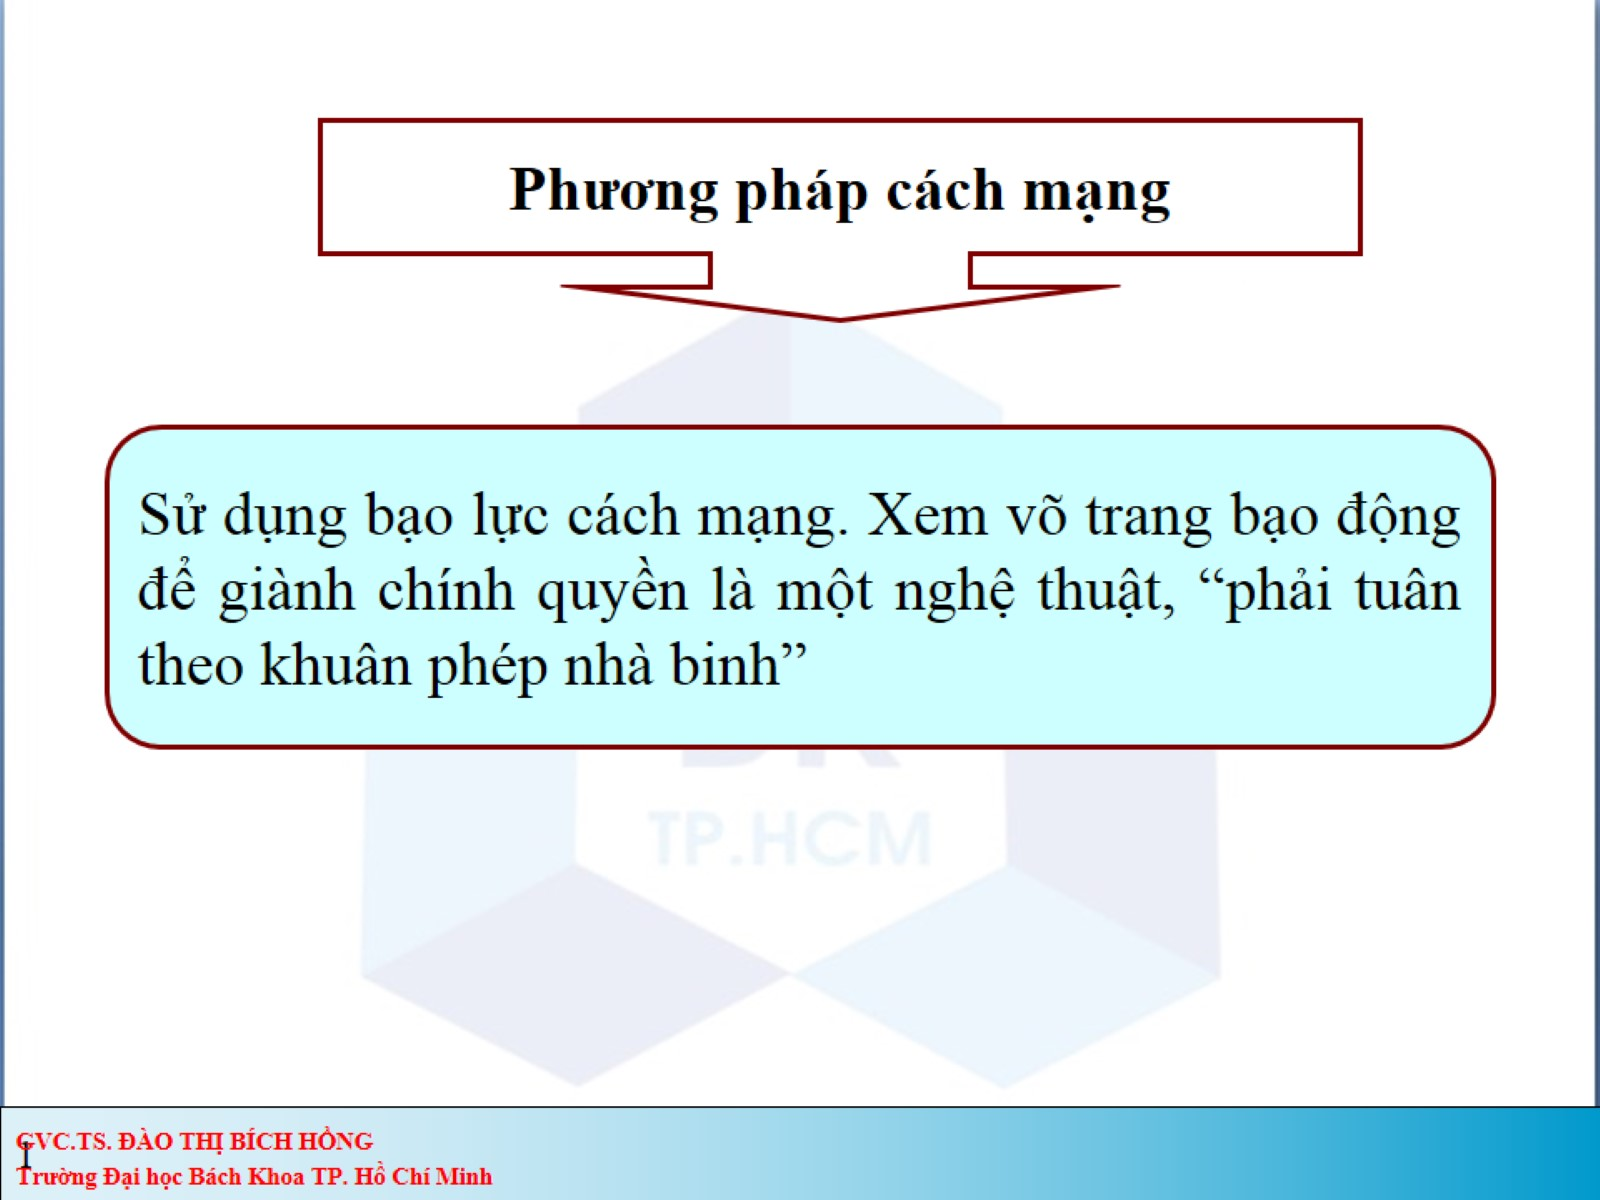 Phương pháp cách mạng
Sử dụng bạo lực cách mạng. Xem võ trang bạo động
để giành chính quyền là một nghệ thuật, “phải tuân
theo khuân phép nhà binh”
TP.HCM
GVC.TS. ĐÀO THỊ BÍCH HỒNG
1
Trường Đại học Bách Khoa TP. Hồ Chí Minh